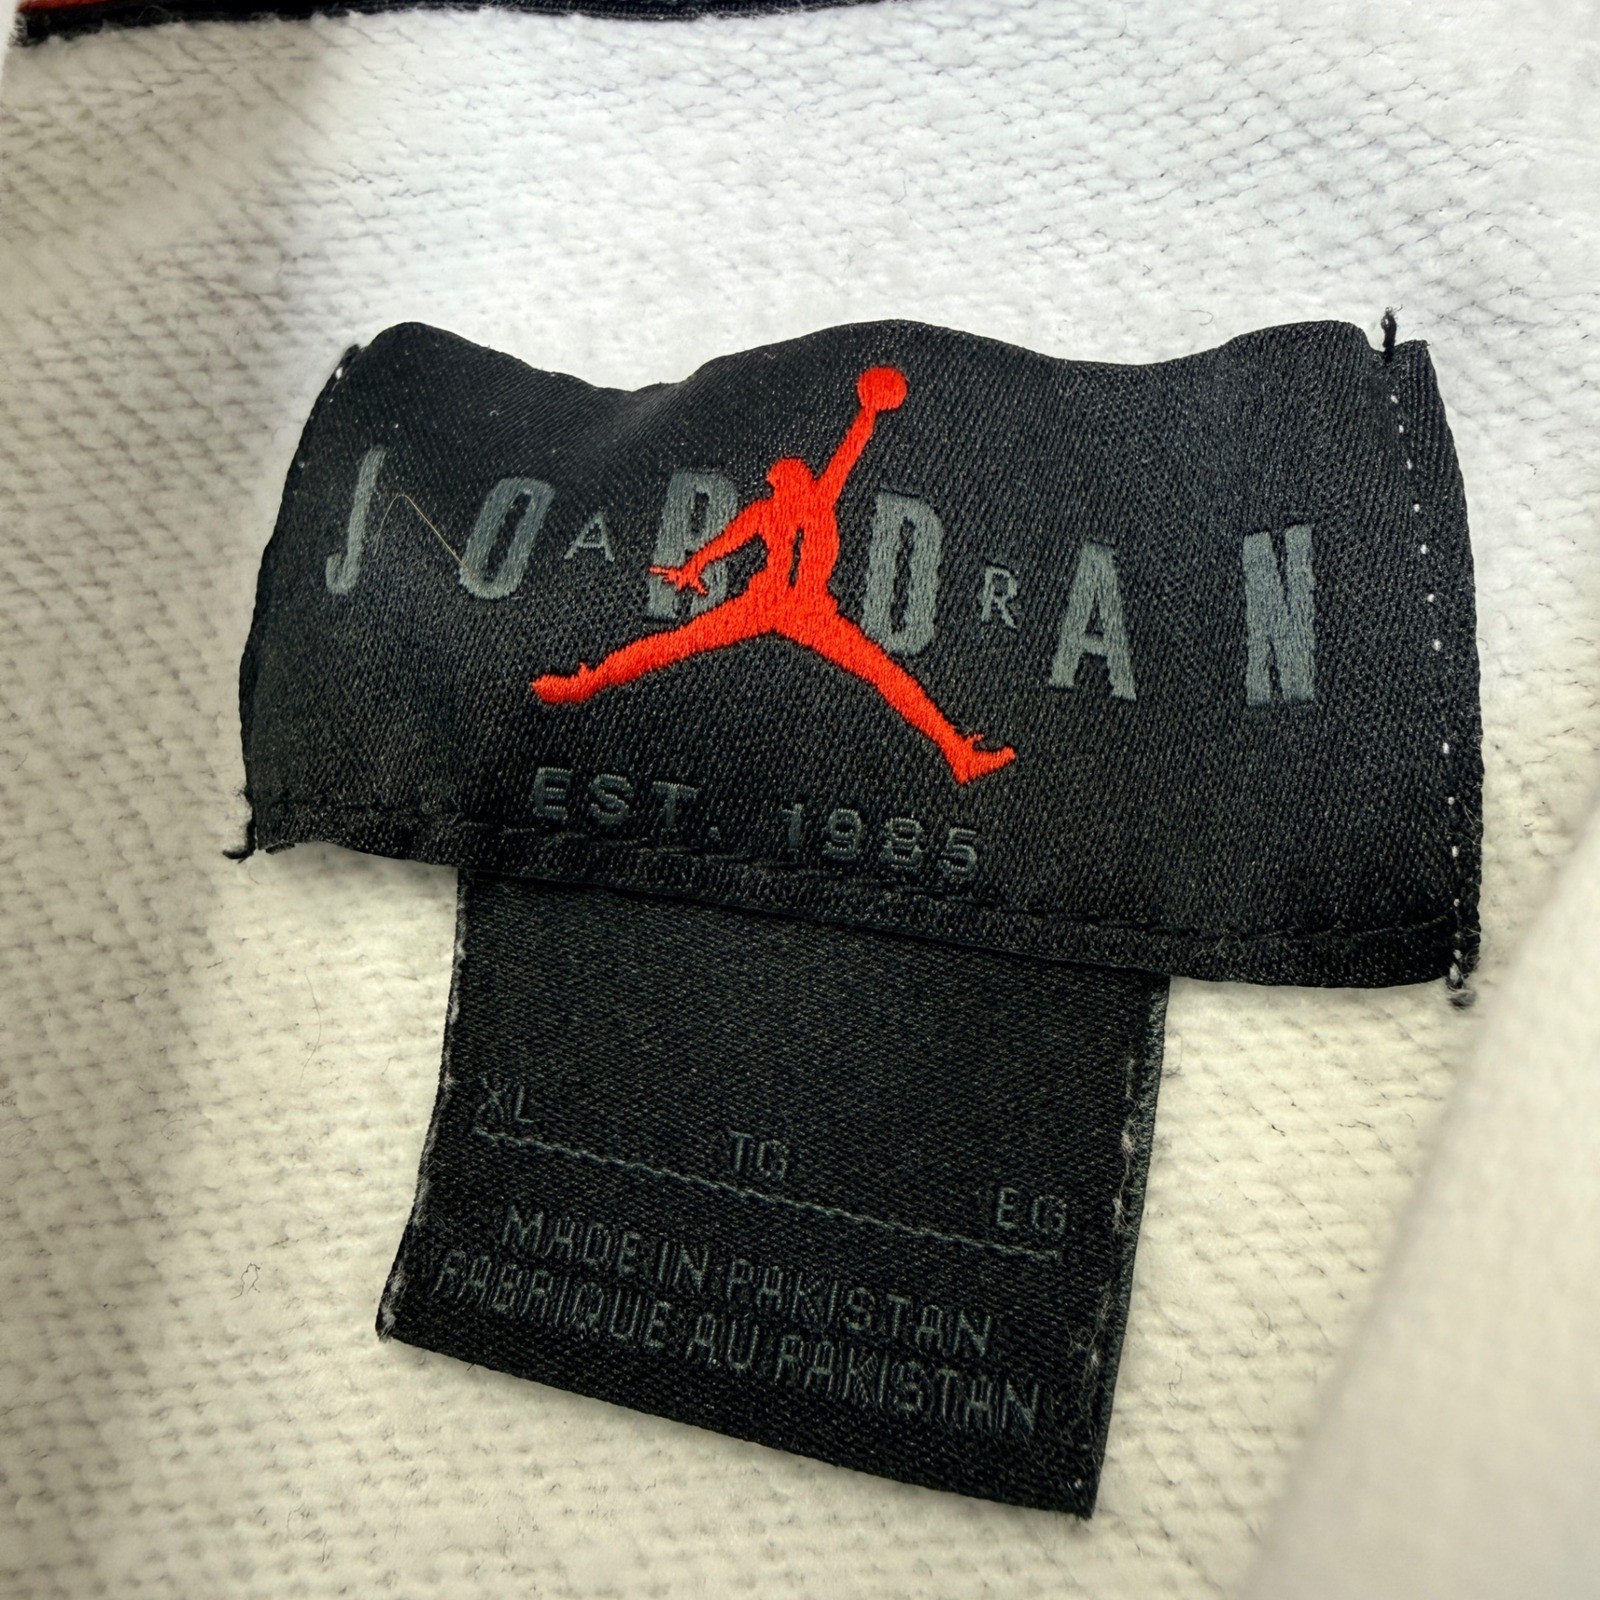 JORDAN
AIR
EST. 1985
XL TG EG
MADE IN PAKISTAN
FABRIQUE AU PAKISTAN